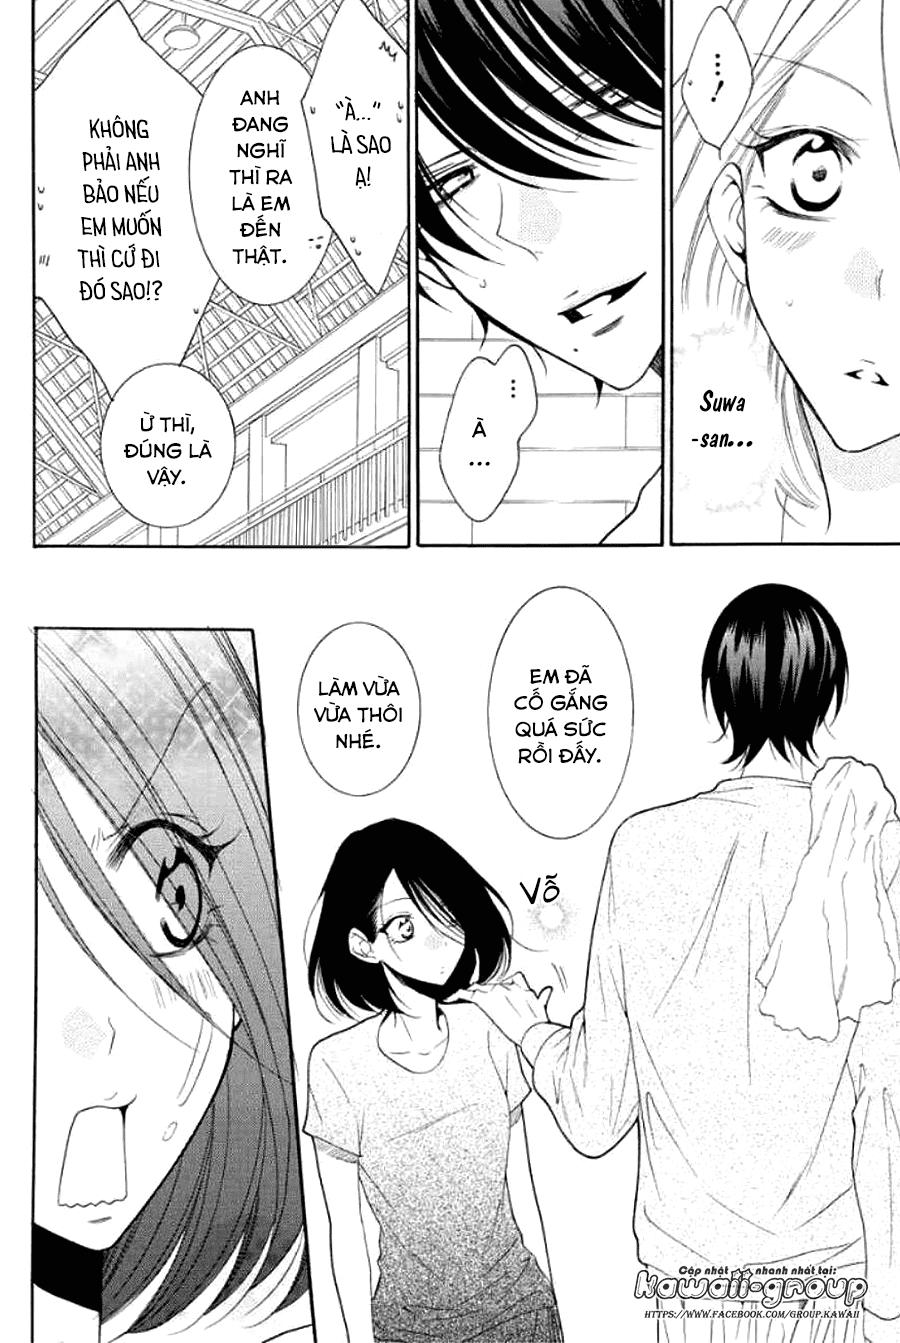 ...!
Suwa
-san...
...
À
...
"À..."
LÀ SAO
Ạ!
ANH
ĐANG
NGHĨ
THÌ RA
LÀ EM
ĐẾN
THẬT.
KHÔNG
PHẢI ANH
BẢO NẾU
EM MUỐN
THÌ CỨ ĐI
ĐÓ SAO!?
Ừ THÌ,
ĐÚNG LÀ
VẬY.
EM ĐÃ
CỐ GẮNG
QUÁ SỨC
RỒI ĐẤY.
Vỗ
LÀM VỪA
VỪA THÔI
NHÉ.
Cập nhật nhanh nhất tại:
kawaii-group
HTTPS://WWW.FACEBOOK.COM/GROUP.KAWAII